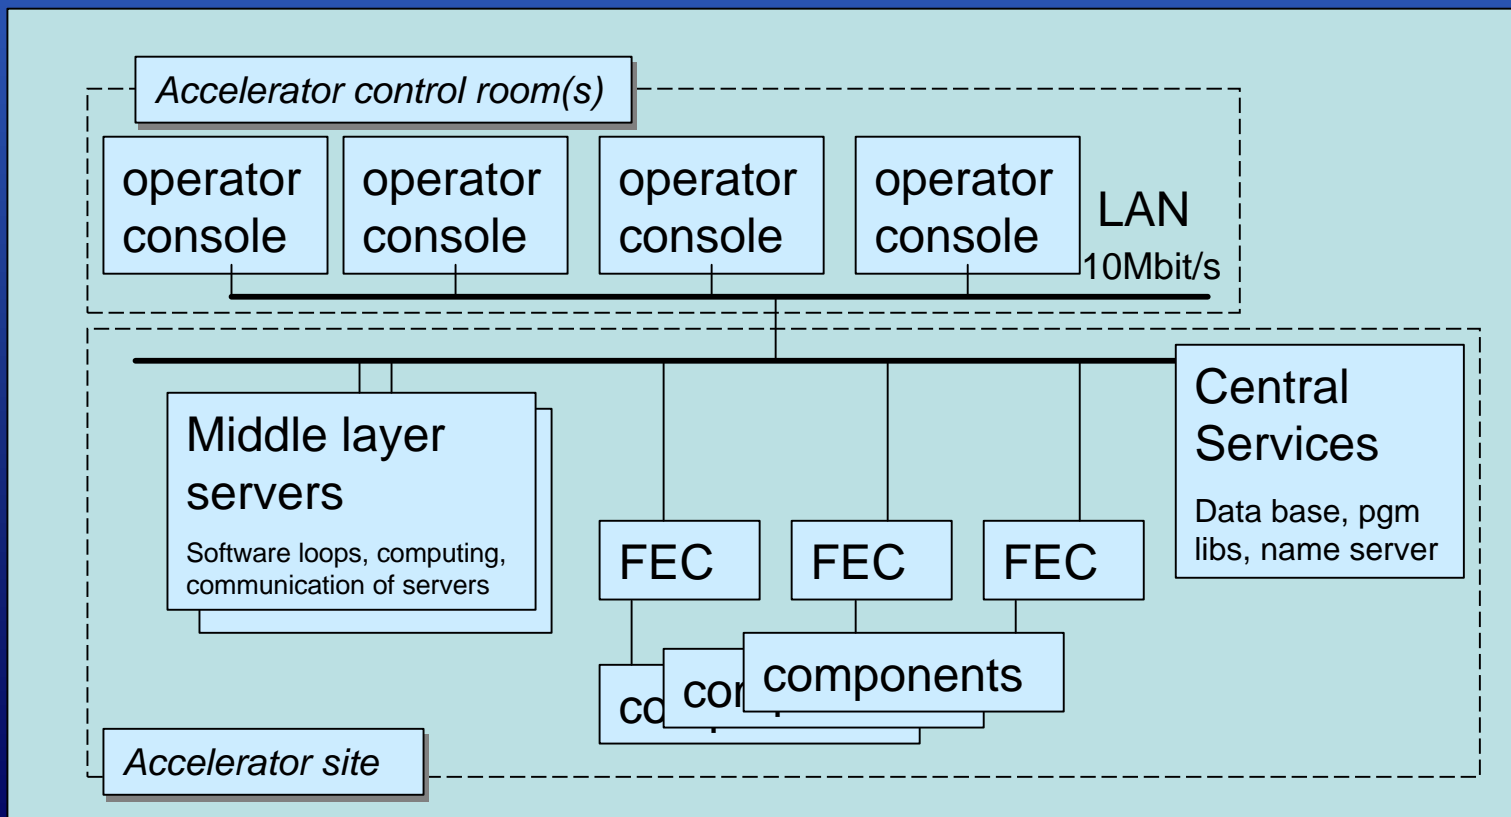 Accelerator control room(s)
operator
console
operator
console
operator
console
operator
console
LAN
10Mbit/s
Middle layer
servers
Software loops, computing,
communication of servers
FEC
FEC
FEC
Central
Services
Data base, pgm
libs, name server
components
Accelerator site